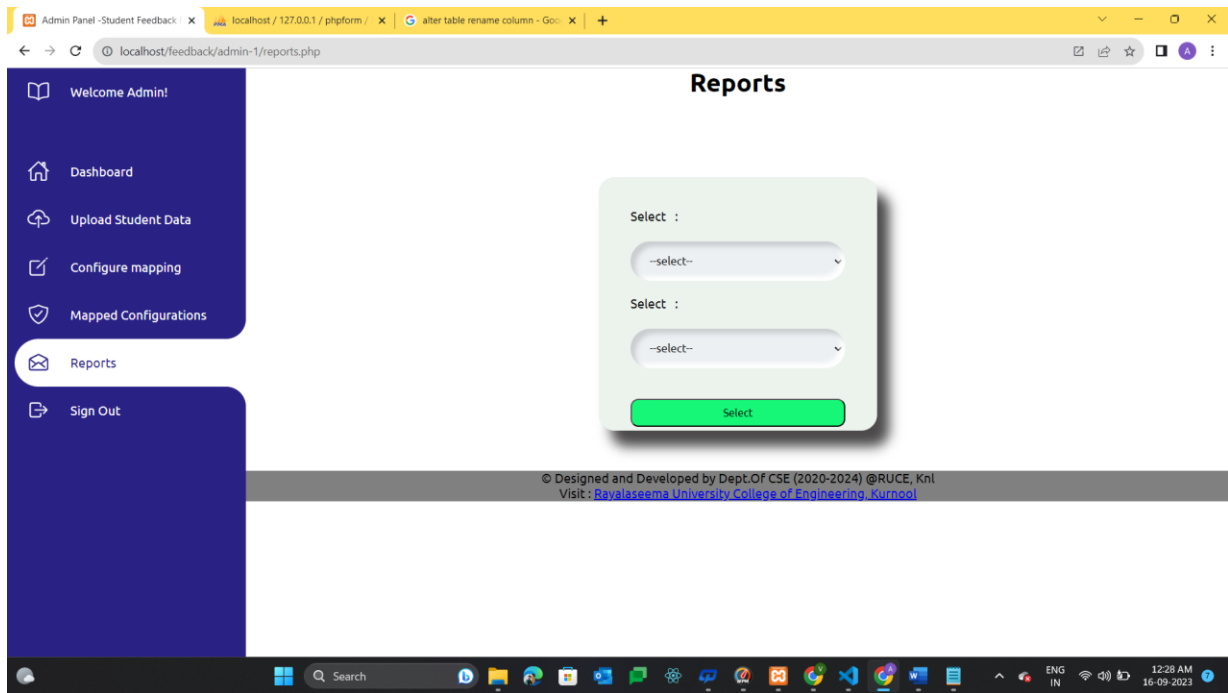 Admin Panel -Student Feedback
localhost / 127.0.0.1 / phpform /
alter table rename column - Goo
localhost/feedback/admin-1/reports.php
A
Welcome Admin!
Dashboard
Upload Student Data
Configure mapping
Mapped Configurations
Reports
Sign Out
Reports
Select :
--select--
Select :
--select--
Select
© Designed and Developed by Dept.Of CSE (2020-2024) @RUCE, Knl
Visit : Rayalaseema University College of Engineering, Kurnool
Search
ENG
IN
12:28 AM
16-09-2023
7